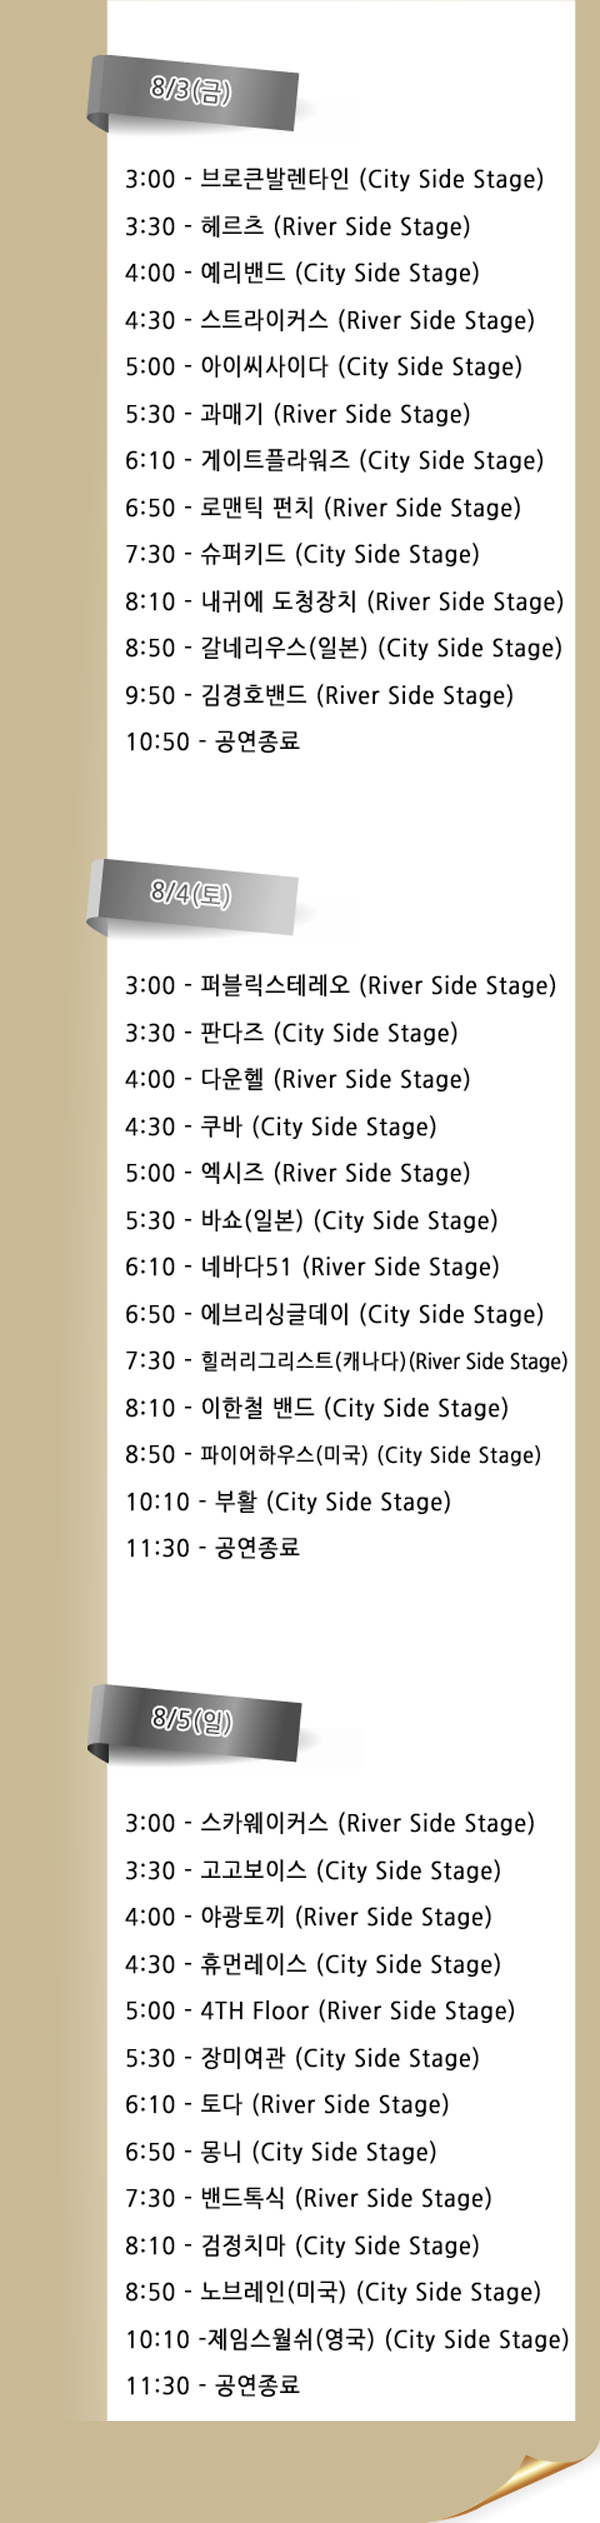 8/3(금)
3:00 - 브로큰발렌타인 (City Side Stage)
3:30 - 헤르츠 (River Side Stage)
4:00 - 예리밴드 (City Side Stage)
4:30 - 스트라이커스 (River Side Stage)
5:00 - 아이씨사이다 (City Side Stage)
5:30 - 과매기 (River Side Stage)
6:10 - 게이트플라워즈 (City Side Stage)
6:50 - 로맨틱 펀치 (River Side Stage)
7:30 - 슈퍼키드 (City Side Stage)
8:10 - 내귀에 도청장치 (River Side Stage)
8:50 - 갈네리우스(일본) (City Side Stage)
9:50 - 김경호밴드 (River Side Stage)
10:50 - 공연종료
8/4(토)
3:00 - 퍼블릭스테레오 (River Side Stage)
3:30 - 판다즈 (City Side Stage)
4:00 - 다운헬 (River Side Stage)
4:30 - 쿠바 (City Side Stage)
5:00 - 엑시즈 (River Side Stage)
5:30 - 바쇼(일본) (City Side Stage)
6:10 - 네바다51 (River Side Stage)
6:50 - 에브리싱글데이 (City Side Stage)
7:30 - 힐러리그리스트(캐나다)(River Side Stage)
8:10 - 이한철 밴드 (City Side Stage)
8:50 - 파이어하우스(미국) (City Side Stage)
10:10 - 부활 (City Side Stage)
11:30 - 공연종료
8/5(일)
3:00 - 스카웨이커스 (River Side Stage)
3:30 - 고고보이스 (City Side Stage)
4:00 - 야광토끼 (River Side Stage)
4:30 - 휴먼레이스 (City Side Stage)
5:00 - 4TH Floor (River Side Stage)
5:30 - 장미여관 (City Side Stage)
6:10 - 토다 (River Side Stage)
6:50 - 몽니 (City Side Stage)
7:30 - 밴드톡식 (River Side Stage)
8:10 - 검정치마 (City Side Stage)
8:50 - 노브레인(미국) (City Side Stage)
10:10 -제임스월쉬(영국) (City Side Stage)
11:30 - 공연종료